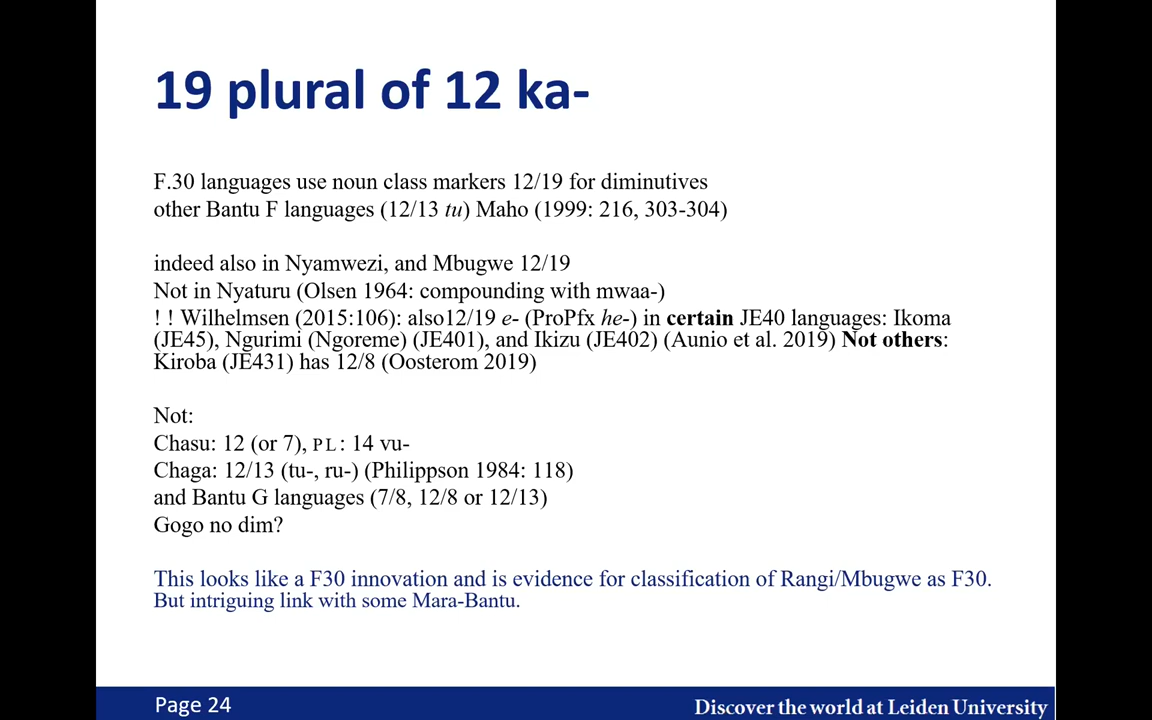 19 plural of 12 ka-
F.30 languages use noun class markers 12/19 for diminutives
other Bantu F languages (12/13 tu) Maho (1999: 216, 303-304)
indeed also in Nyamwezi, and Mbugwe 12/19
Not in Nyaturu (Olsen 1964: compounding with mwaa-)
! ! Wilhelmsen (2015:106): also12/19 e- (ProPfx he-) in certain JE40 languages: Ikoma
(JE45), Ngurimi (Ngoreme) (JE401), and Ikizu (JE402) (Aunio et al. 2019) Not others:
Kiroba (JE431) has 12/8 (Oosterom 2019)
Not:
Chasu: 12 (or 7), PL: 14 vu-
Chaga: 12/13 (tu-, ru-) (Philippson 1984: 118)
and Bantu G languages (7/8, 12/8 or 12/13)
Gogo no dim?
This looks like a F30 innovation and is evidence for classification of Rangi/Mbugwe as F30.
But intriguing link with some Mara-Bantu.
Page 24
Discover the world at Leiden University